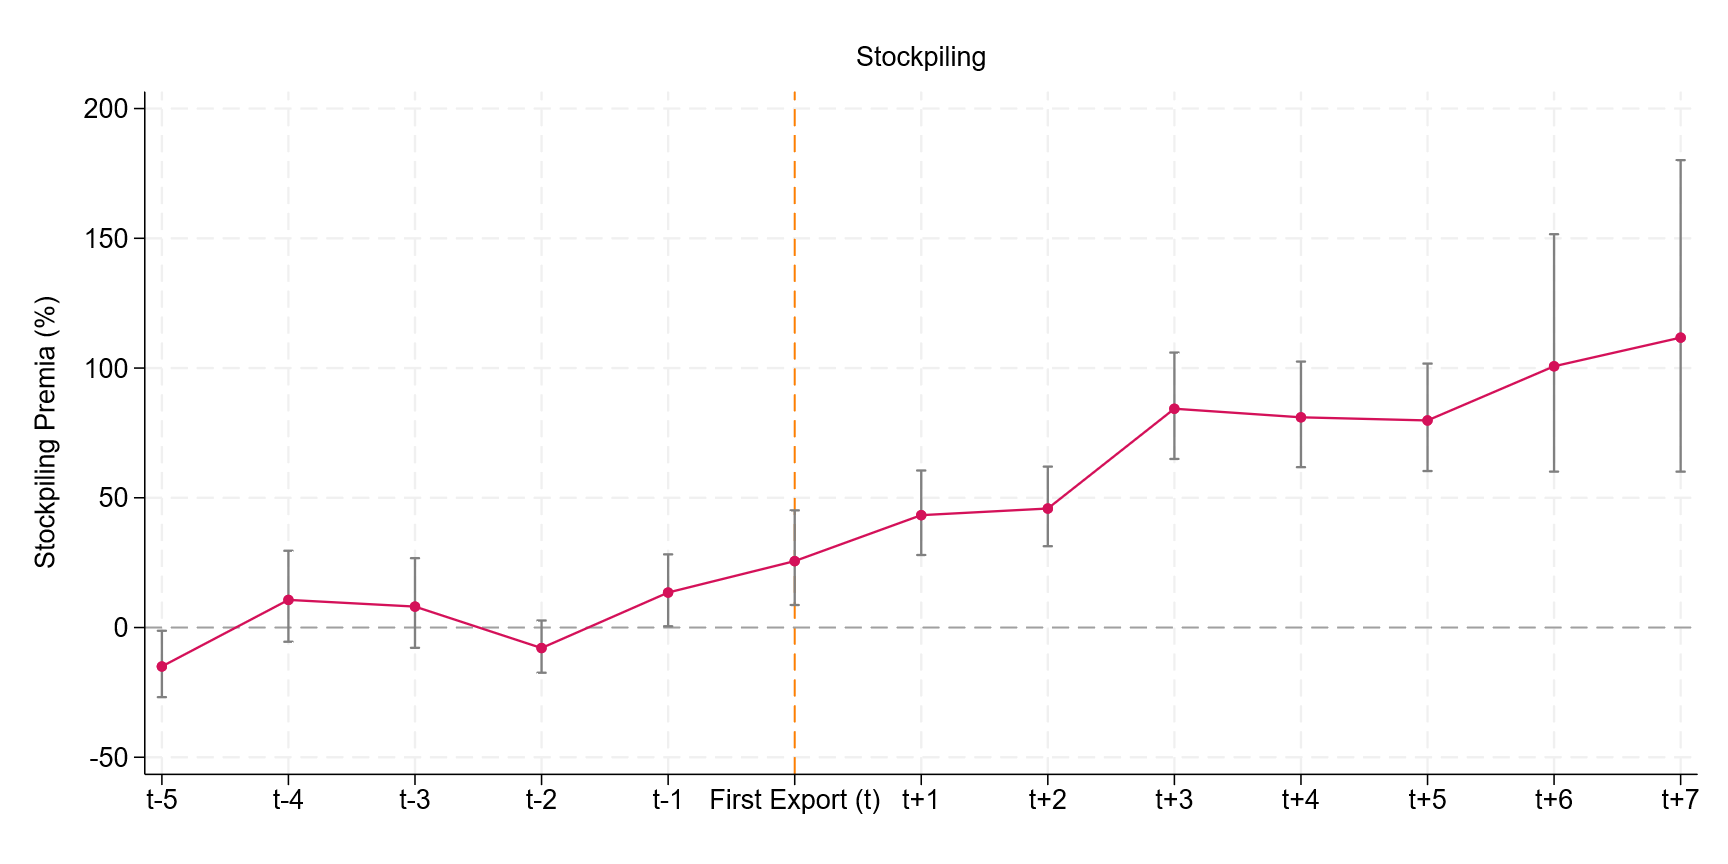 Stockpiling
Stockpiling Premia (%)
200
150
100
50
0
-50
t-5 t-4 t-3 t-2 t-1 First Export (t) t+1 t+2 t+3 t+4 t+5 t+6 t+7